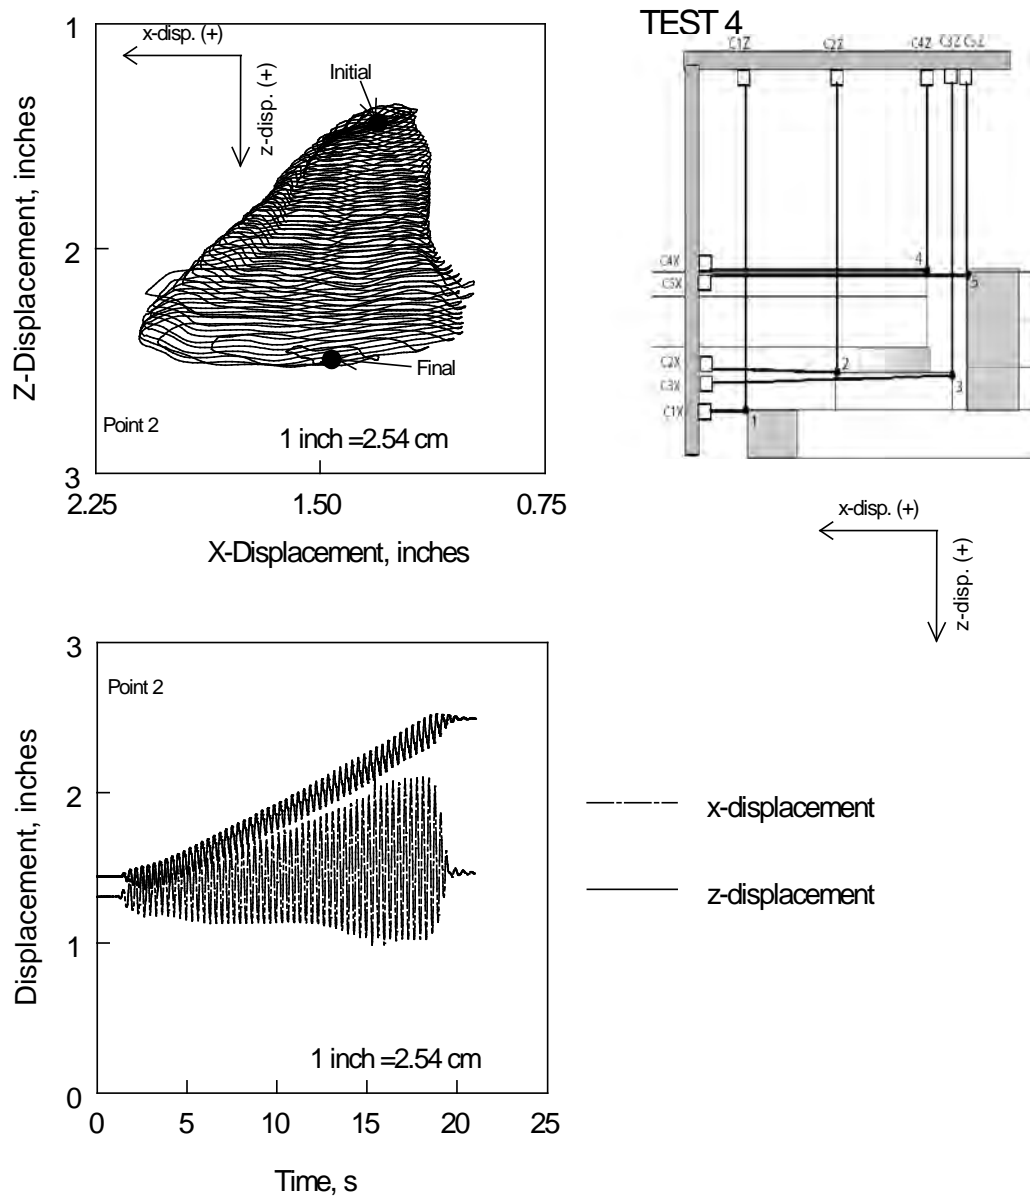 1
x-disp. (+)
z-disp. (+)
Initial
2
Final
Point 2
1 inch =2.54 cm
3
2.25
1.50
0.75
Z-Displacement, inches
X-Displacement, inches
TEST 4
C1Z
C2Z
C4Z
C3Z
C5Z
C4X
C5X
4
5
C2X
C3X
C1X
2
3
1
x-disp. (+)
z-disp. (+)
3
Point 2
2
1
0
1 inch =2.54 cm
0
5
10
15
20
25
Displacement, inches
Time, s
x-displacement
z-displacement